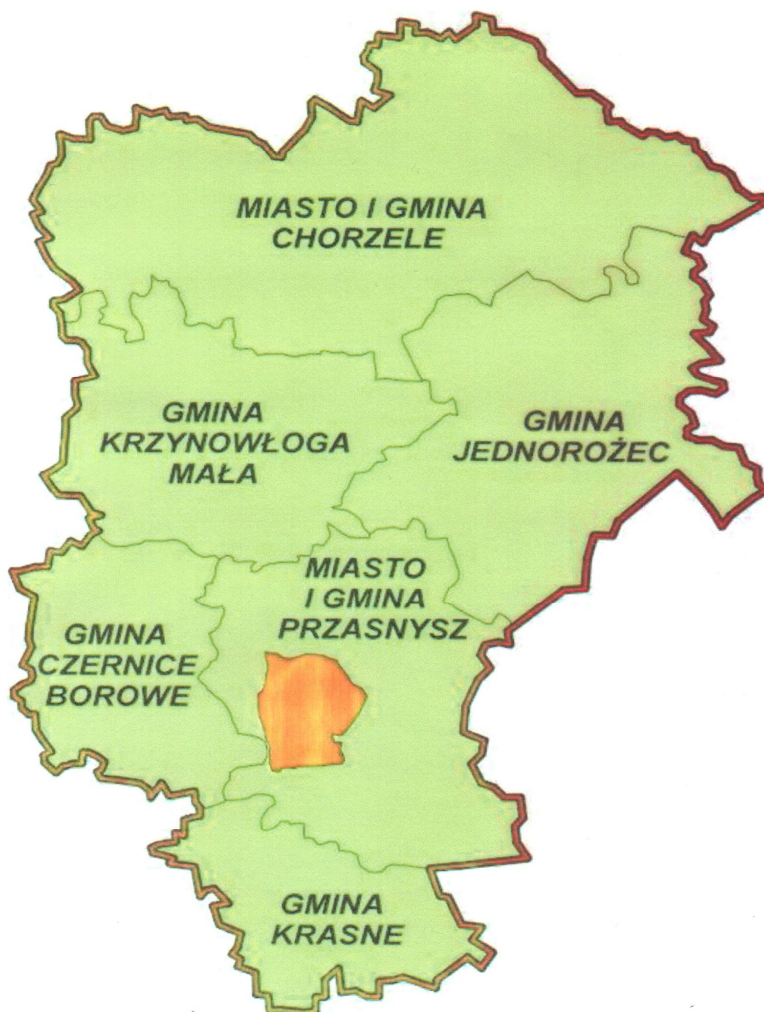 MIASTO I GMINA
CHORZELE
GMINA
KRZYNOWŁOGA
MAŁA
GMINA
JEDNOROŻEC
MIASTO
I GMINA
PRZASNYSZ
GMINA
CZERNICE
BOROWE
GMINA
KRASNE